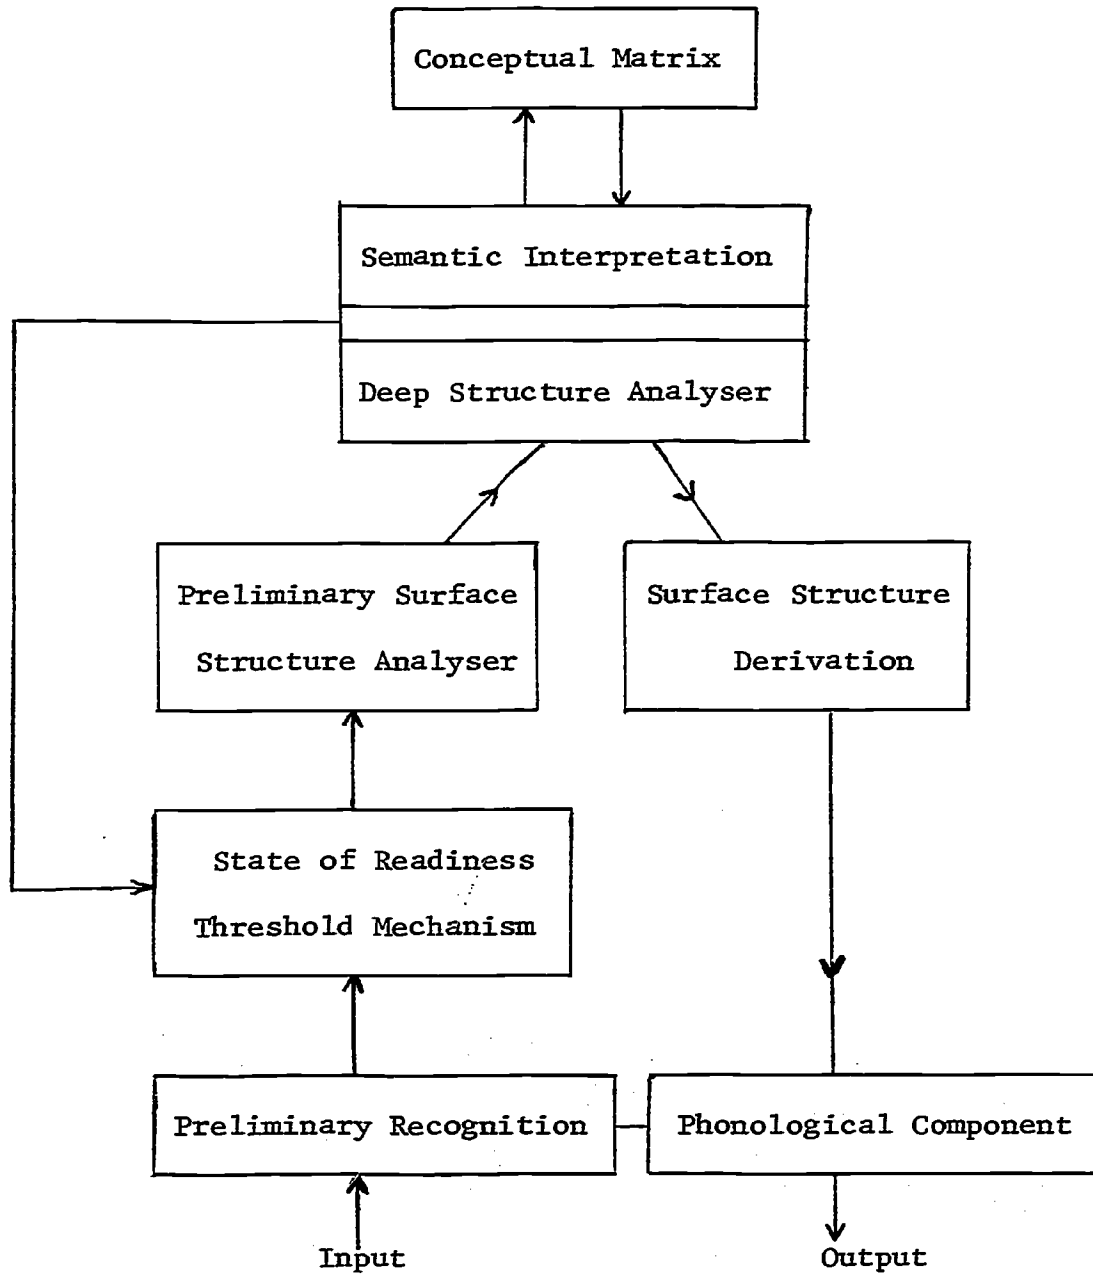 Conceptual Matrix
Semantic Interpretation
Deep Structure Analyser
Preliminary Surface
Structure Analyser
Surface Structure
Derivation
State of Readiness
Threshold Mechanism
Preliminary Recognition
Phonological Component
Input
Output